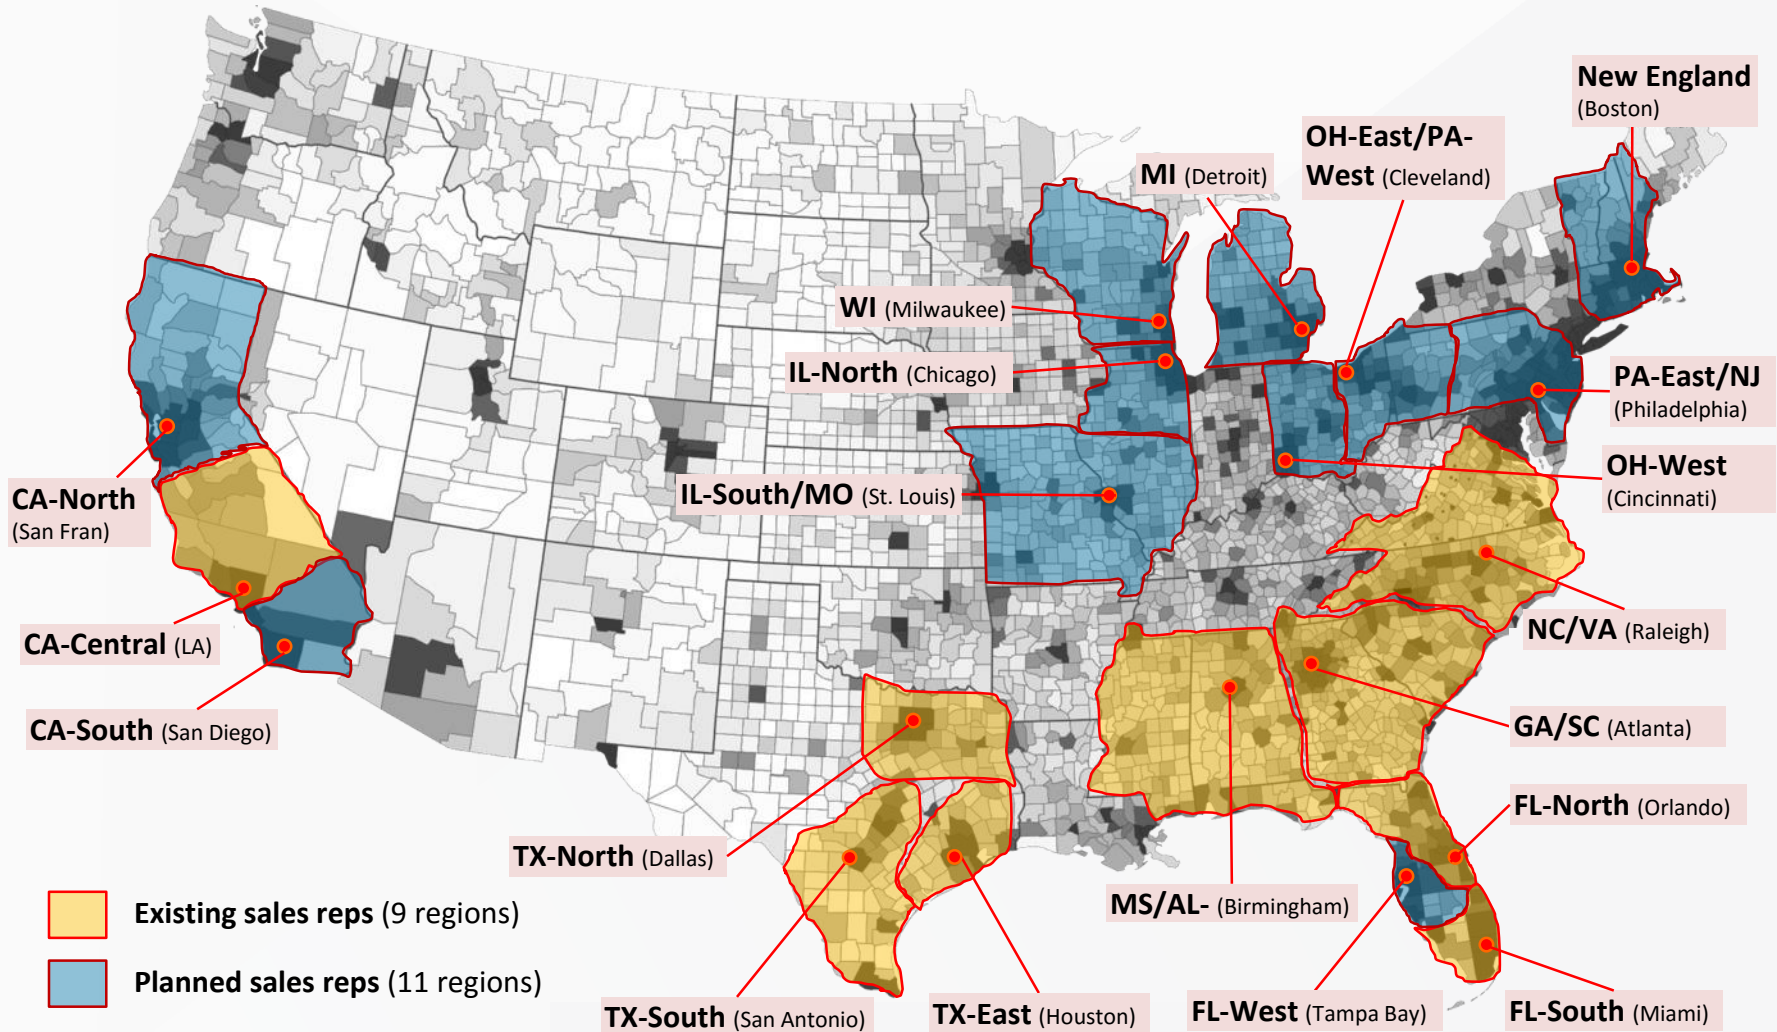 New England
(Boston)
OH-East/PA-
West (Cleveland)
MI (Detroit)
WI (Milwaukee)
IL-North (Chicago)
PA-East/NJ
(Philadelphia)
OH-West
(Cincinnati)
IL-South/MO (St. Louis)
CA-North
(San Fran)
CA-Central (LA)
NC/VA (Raleigh)
CA-South (San Diego)
GA/SC (Atlanta)
FL-North (Orlando)
TX-North (Dallas)
MS/AL- (Birmingham)
Existing sales reps (9 regions)
Planned sales reps (11 regions)
TX-South (San Antonio)
TX-East (Houston)
FL-West (Tampa Bay)
FL-South (Miami)